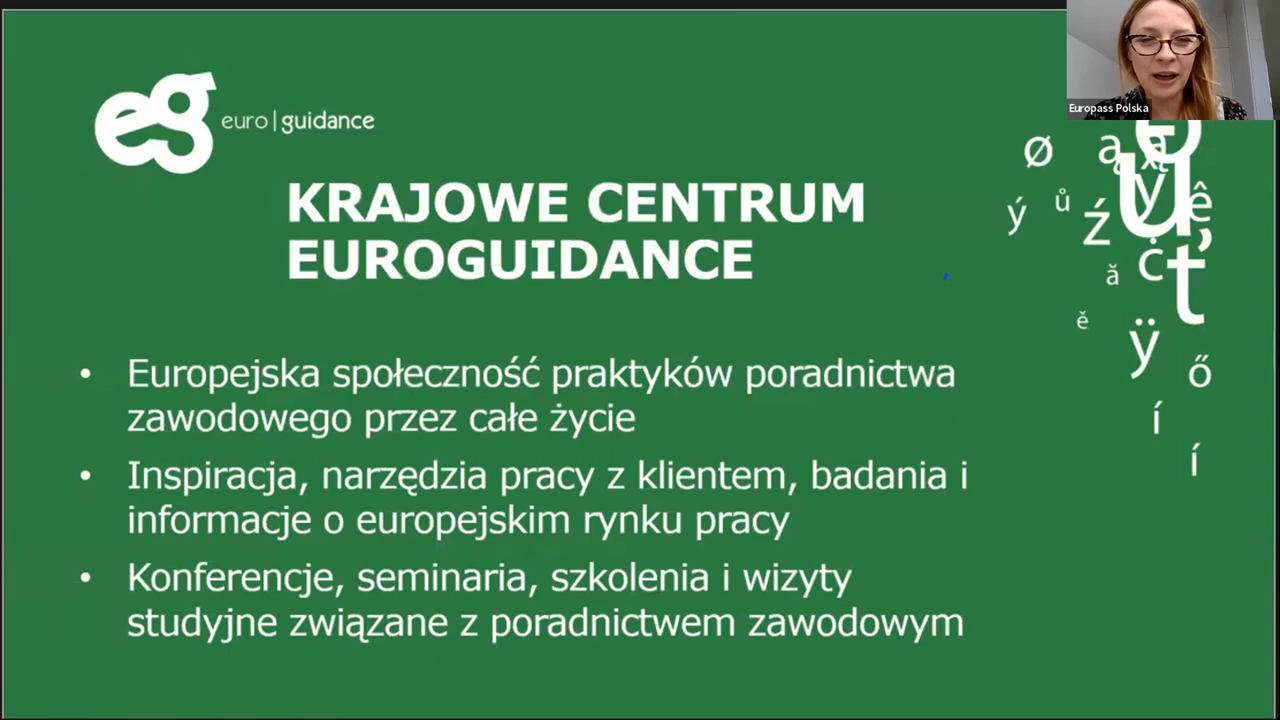 Europass Polska
eg euro|guidance
KRAJOWE CENTRUM
EUROGUIDANCE
• Europejska społeczność praktyków poradnictwa
zawodowego przez całe życie
• Inspiracja, narzędzia pracy z klientem, badania i
informacje o europejskim rynku pracy
• Konferencje, seminaria, szkolenia i wizyty
studyjne związane z poradnictwem zawodowym
Ø ą
ý ů ź u ê
ă ť
ě ÿ
ő
í
í